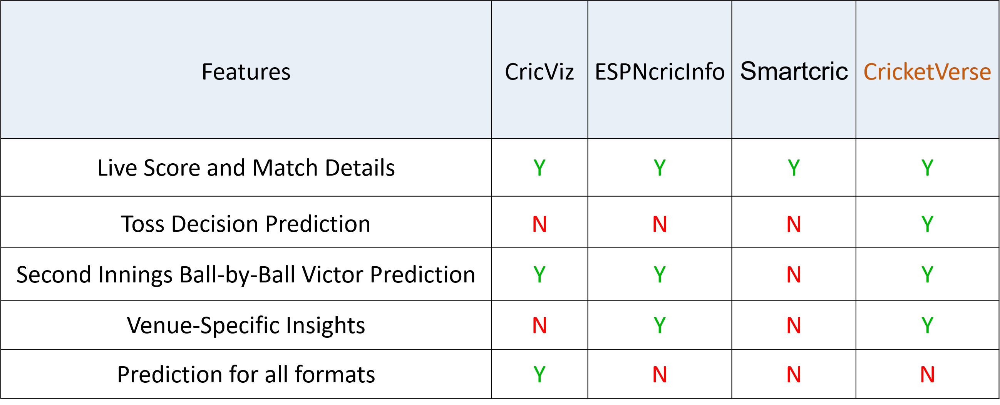 Features CricViz ESPNcricInfo Smartcric CricketVerse
Live Score and Match Details Y Y Y Y
Toss Decision Prediction N N N Y
Second Innings Ball-by-Ball Victor Prediction Y Y N Y
Venue-Specific Insights N Y N Y
Prediction for all formats Y N N N